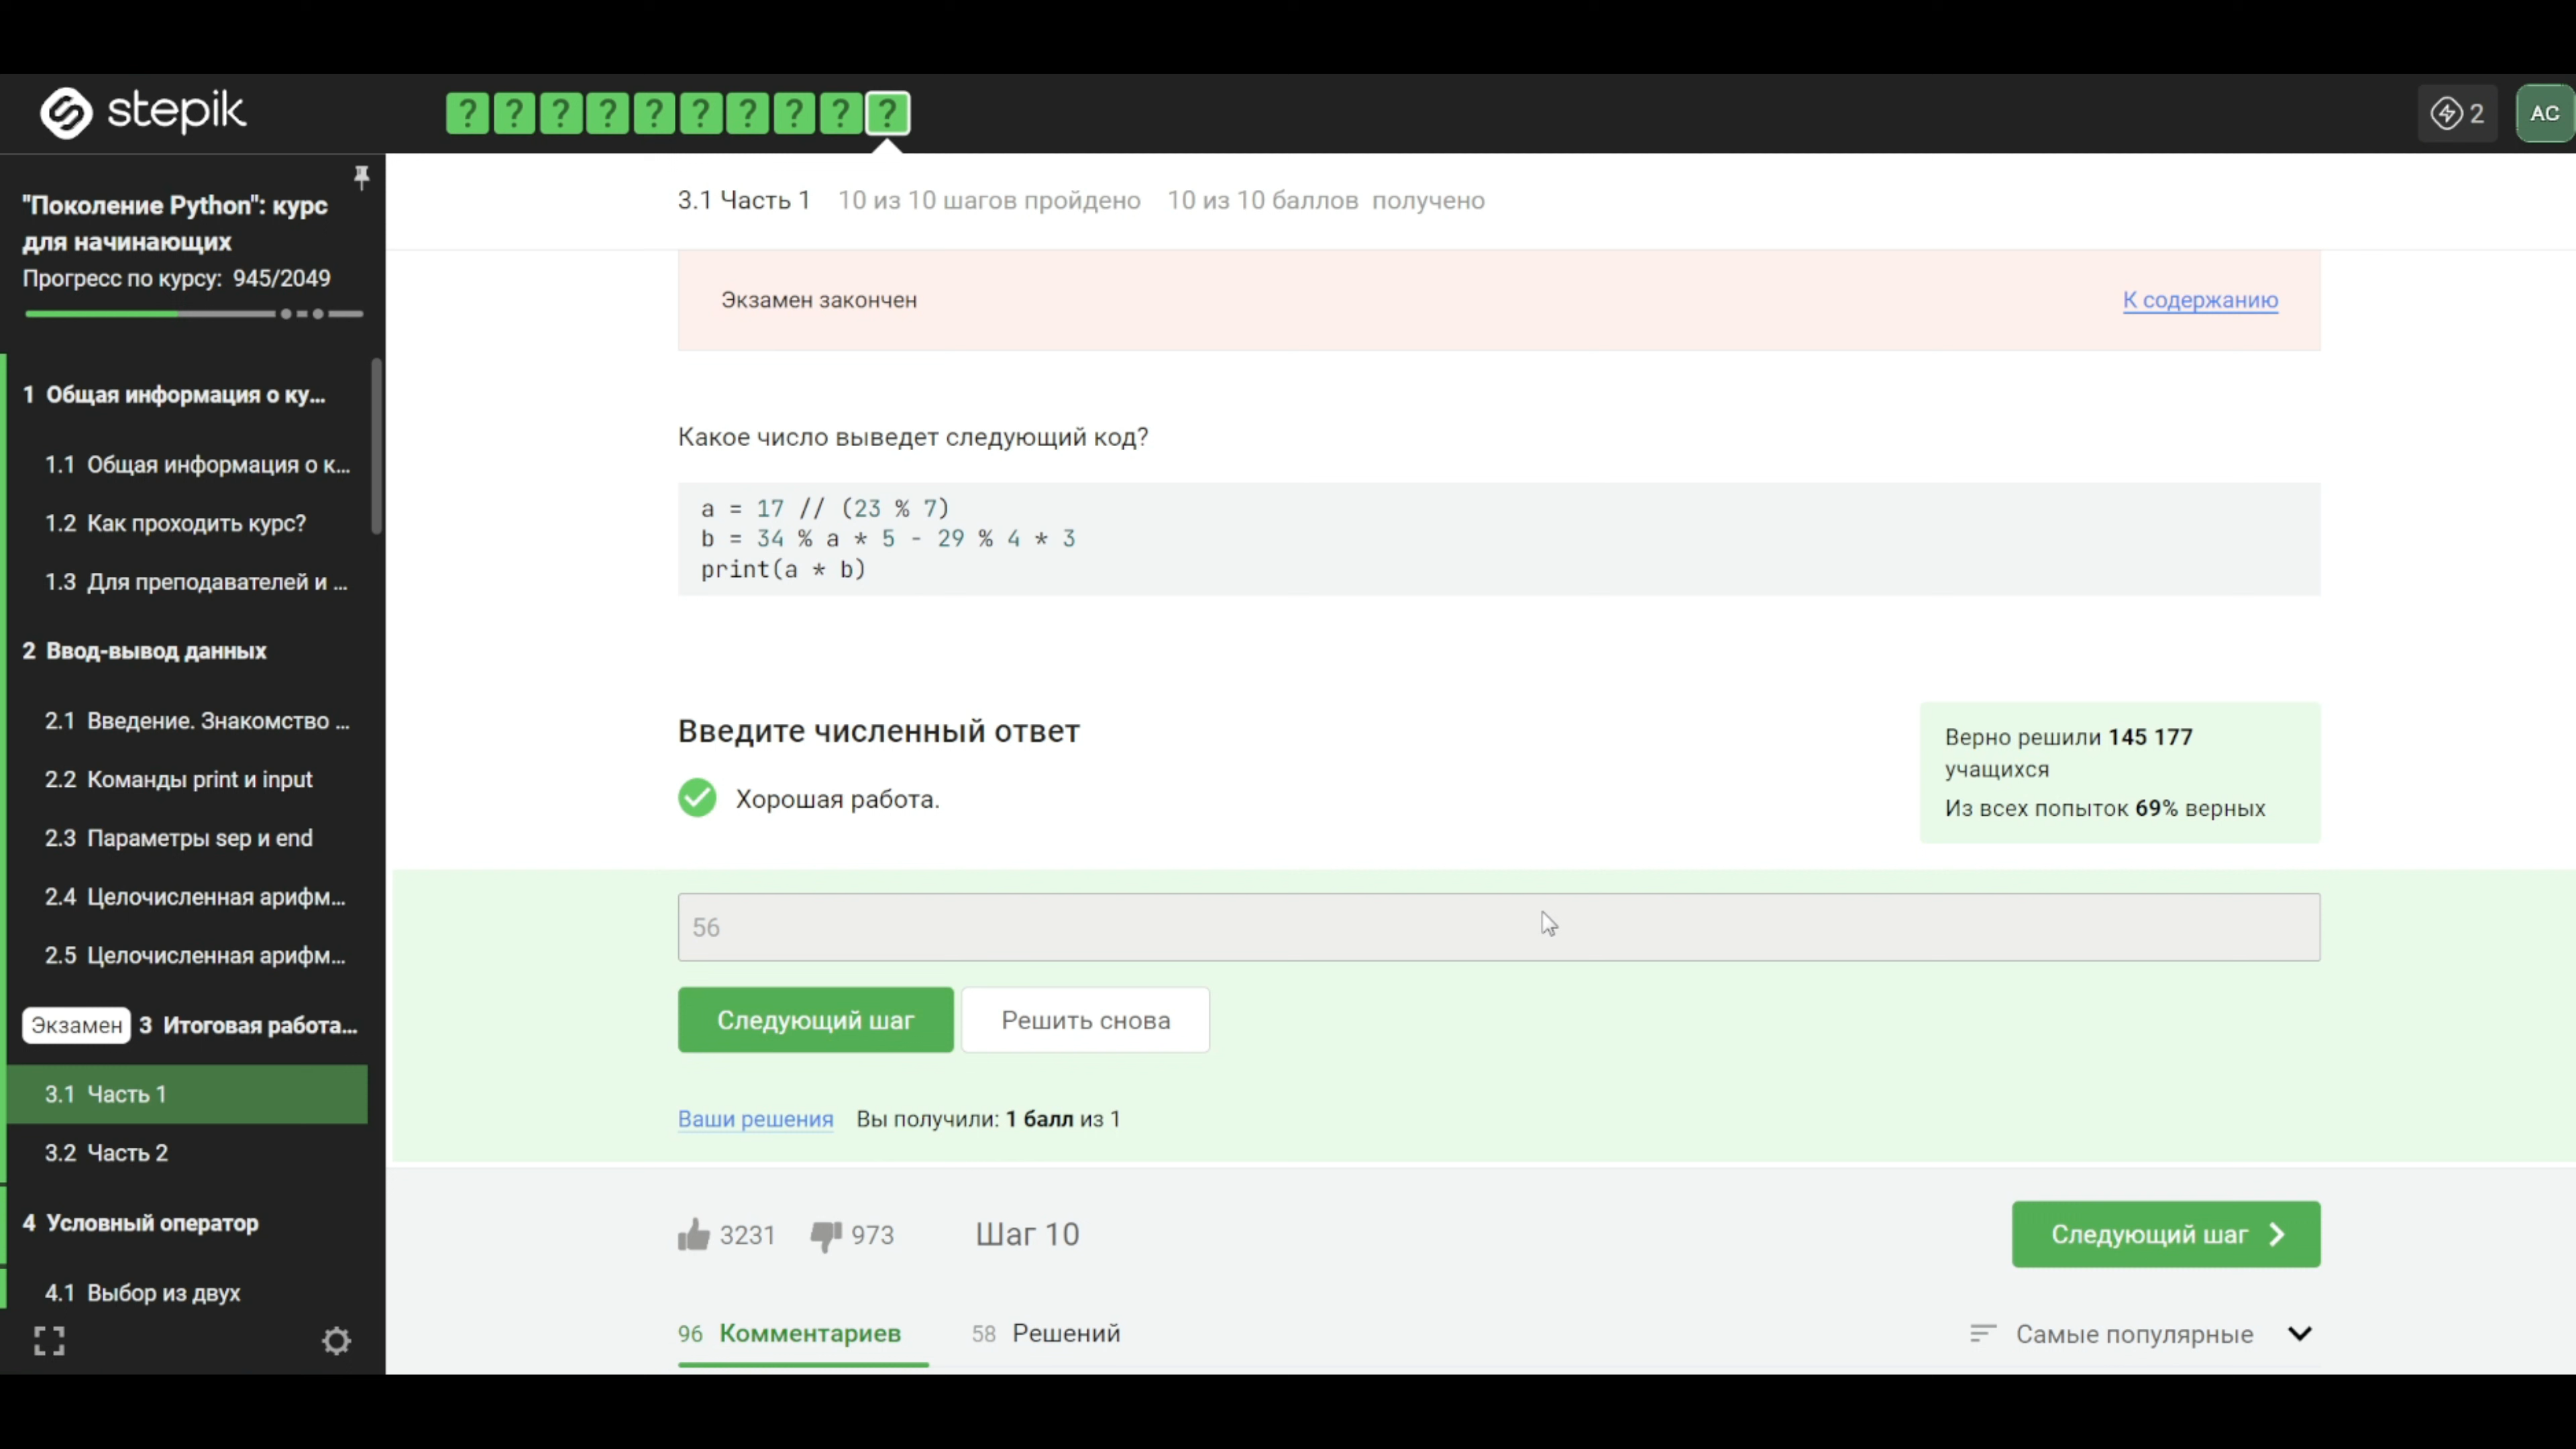 stepik
? ? ? ? ? ? ? ? ? ?
2
AC
"Поколение Python": курс
для начинающих
Прогресс по курсу: 945/2049
1 Общая информация о ку...
1.1 Общая информация о к...
1.2 Как проходить курс?
1.3 Для преподавателей и ...
2 Ввод-вывод данных
2.1 Введение. Знакомство ...
2.2 Команды print и input
2.3 Параметры sep и end
2.4 Целочисленная арифм...
2.5 Целочисленная арифм...
Экзамен 3 Итоговая работа...
3.1 Часть 1
3.2 Часть 2
4 Условный оператор
4.1 Выбор из двух
3.1 Часть 1 10 из 10 шагов пройдено 10 из 10 баллов получено
Экзамен закончен
К содержанию
Какое число выведет следующий код?
a = 17 // (23 % 7)
b = 34 % a * 5 - 29 % 4 * 3
print(a * b)
Введите численный ответ
Хорошая работа.
Верно решили 145 177
учащихся
Из всех попыток 69% верных
56
Следующий шаг
Решить снова
Ваши решения Вы получили: 1 балл из 1
3231 973 Шаг 10
Следующий шаг
96 Комментариев 58 Решений
Самые популярные